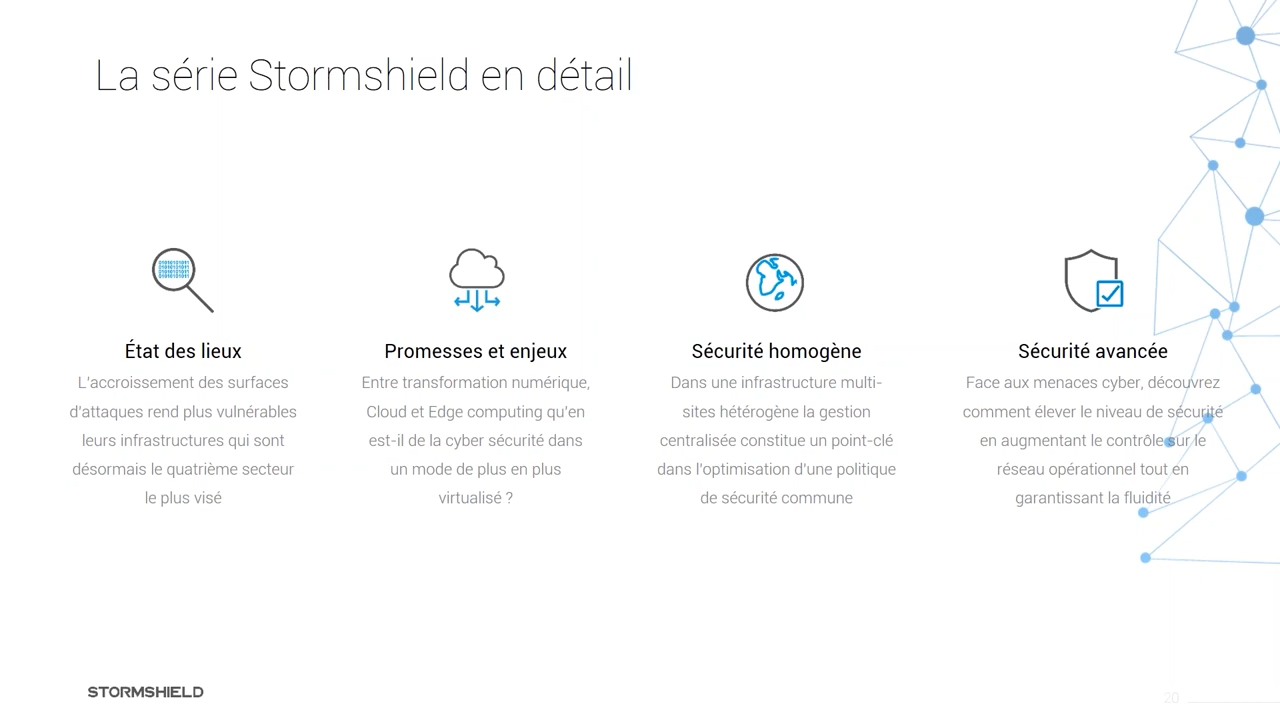 La série Stormshield en détail
État des lieux
L'accroissement des surfaces
d'attaques rend plus vulnérables
leurs infrastructures qui sont
désormais le quatrième secteur
le plus visé
Promesses et enjeux
Entre transformation numérique,
Cloud et Edge computing qu'en
est-il de la cyber sécurité dans
un mode de plus en plus
virtualisé ?
Sécurité homogène
Dans une infrastructure multi-
sites hétérogène la gestion
centralisée constitue un point-clé
dans l'optimisation d'une politique
de sécurité commune
Sécurité avancée
Face aux menaces cyber, découvrez
comment élever le niveau de sécurité
en augmentant le contrôle sur le
réseau opérationnel tout en
garantissant la fluidité
STORMSHIELD
20